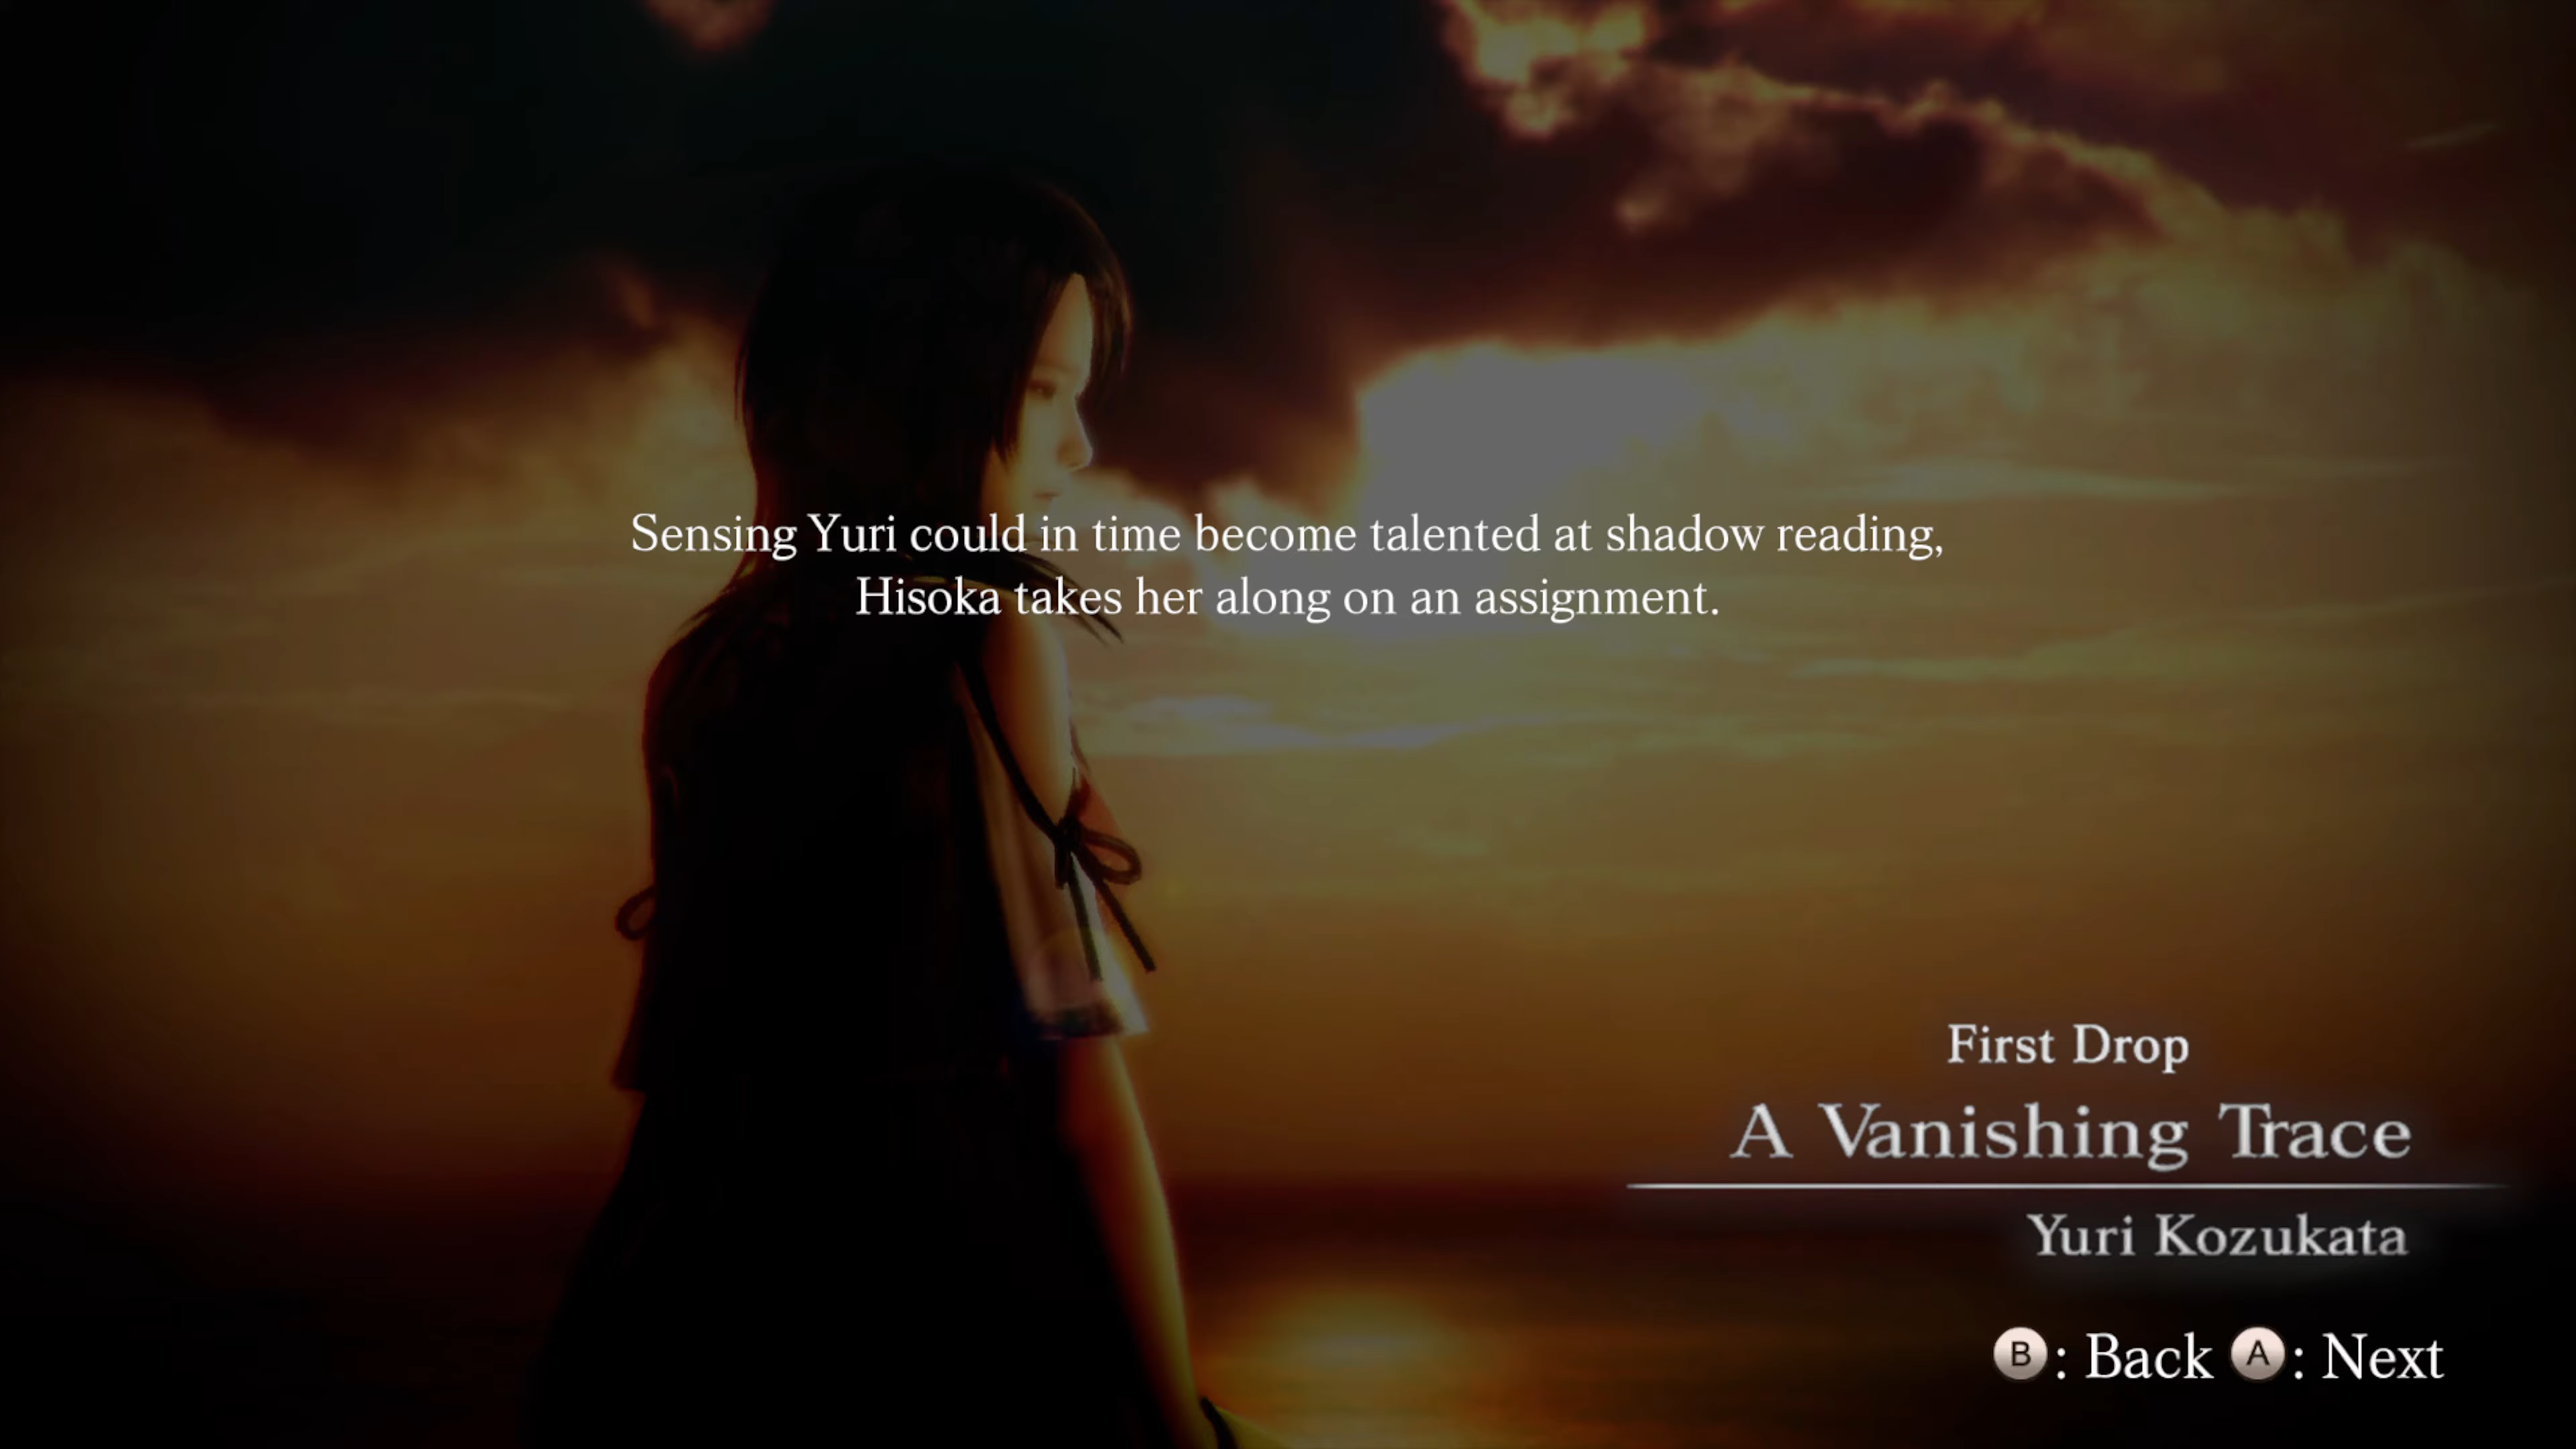 Sensing Yuri could in time become talented at shadow reading,
Hisoka takes her along on an assignment.
First Drop
A Vanishing Trace
Yuri Kozukata
B: Back A: Next